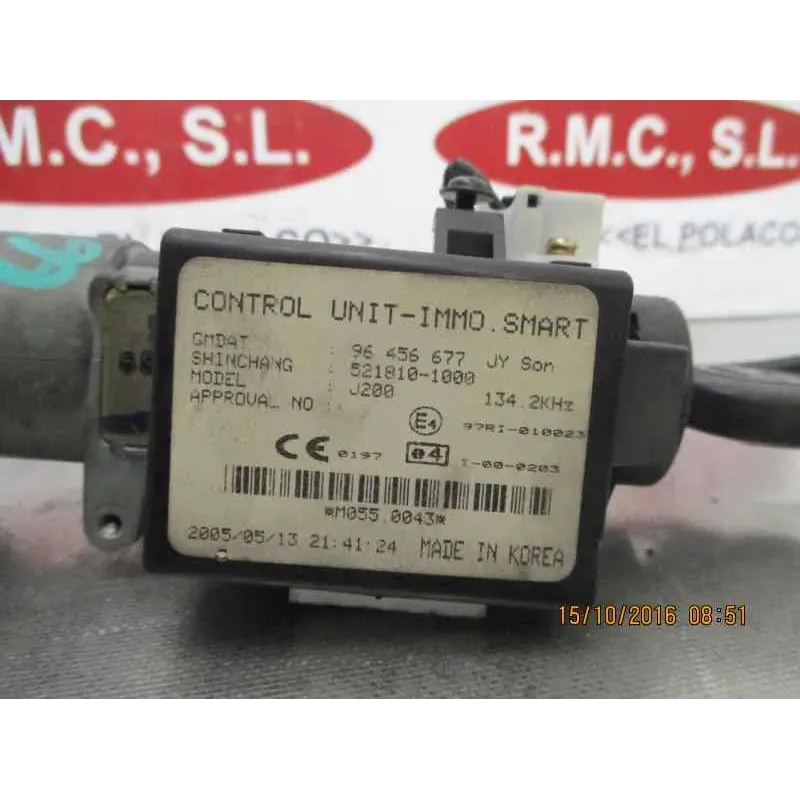 .M.C., S.L.
R.M.C., S.L.
<<EL POLACO
CONTROL UNIT-IMMO.SMART
GMDAT : 96 456 677 JY Son
SHINCHANG : 521810-1000
MODEL : J200 134.2KHz
APPROVAL NO :
E4 97RI-010023
CE 0197 e4 I-00-0203
*M055.0043*
2005/05/13 21:41:24 MADE IN KOREA
15/10/2016 08:51